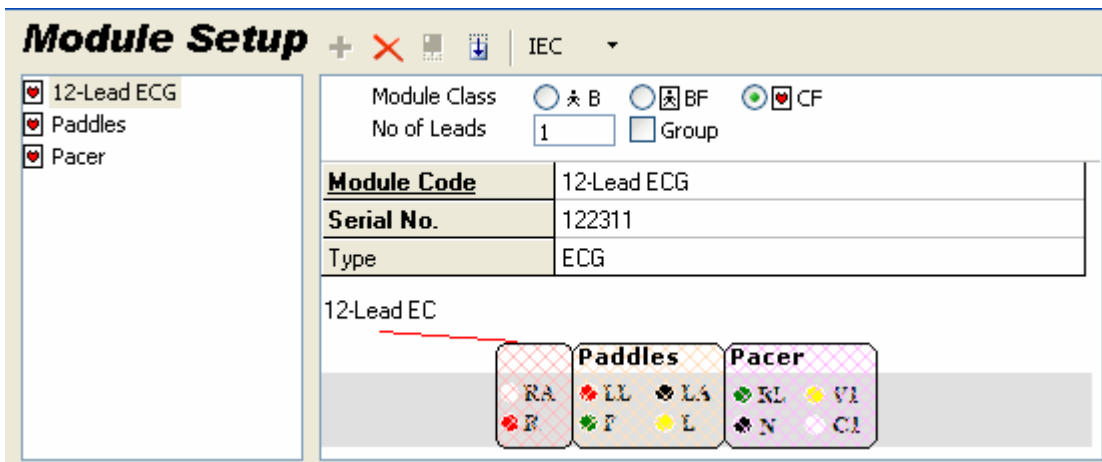 Module Setup IEC
12-Lead ECG
Paddles
Pacer
Module Class B BF CF
No of Leads 1 Group
Module Code 12-Lead ECG
Serial No. 122311
Type ECG
12-Lead EC
Paddles Pacer
RA LL LA RL V1
R F L N C1